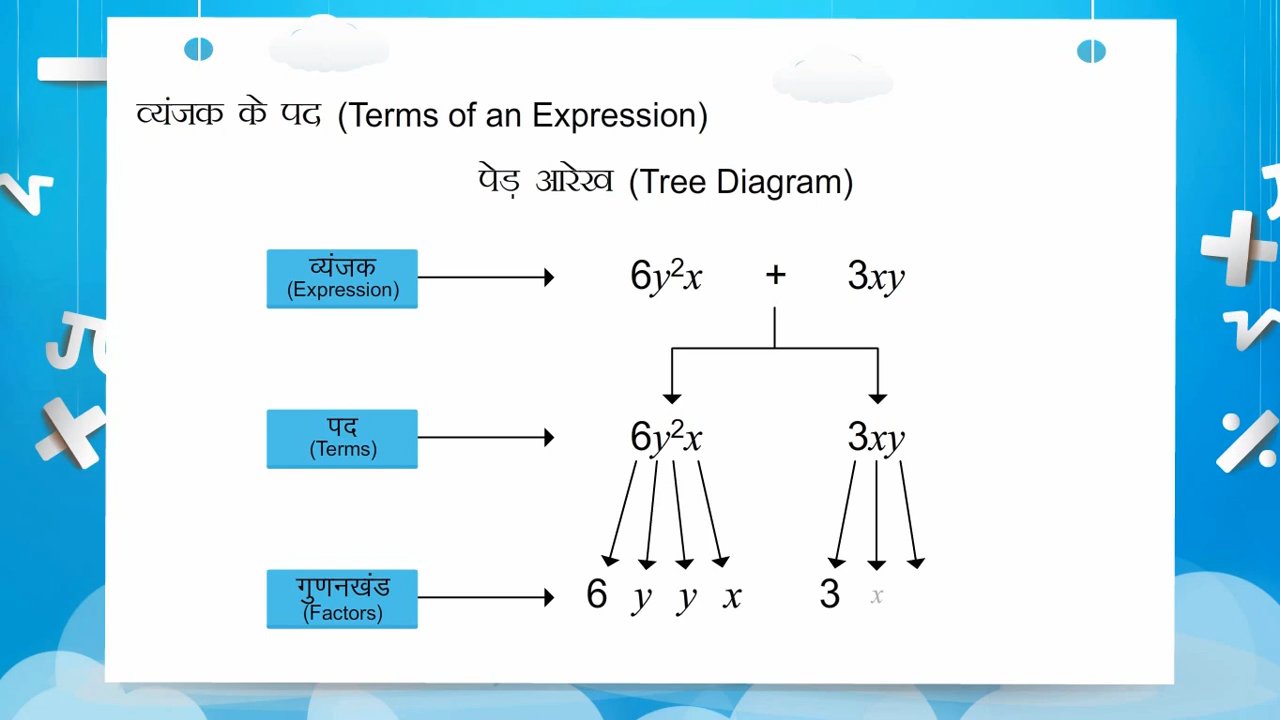 व्यंजक के पद (Terms of an Expression)
पेड़ आरेख (Tree Diagram)
व्यंजक
(Expression)
6y²x + 3xy
पद
(Terms)
6y²x 3xy
गुणनखंड
(Factors)
6 y y x 3 x